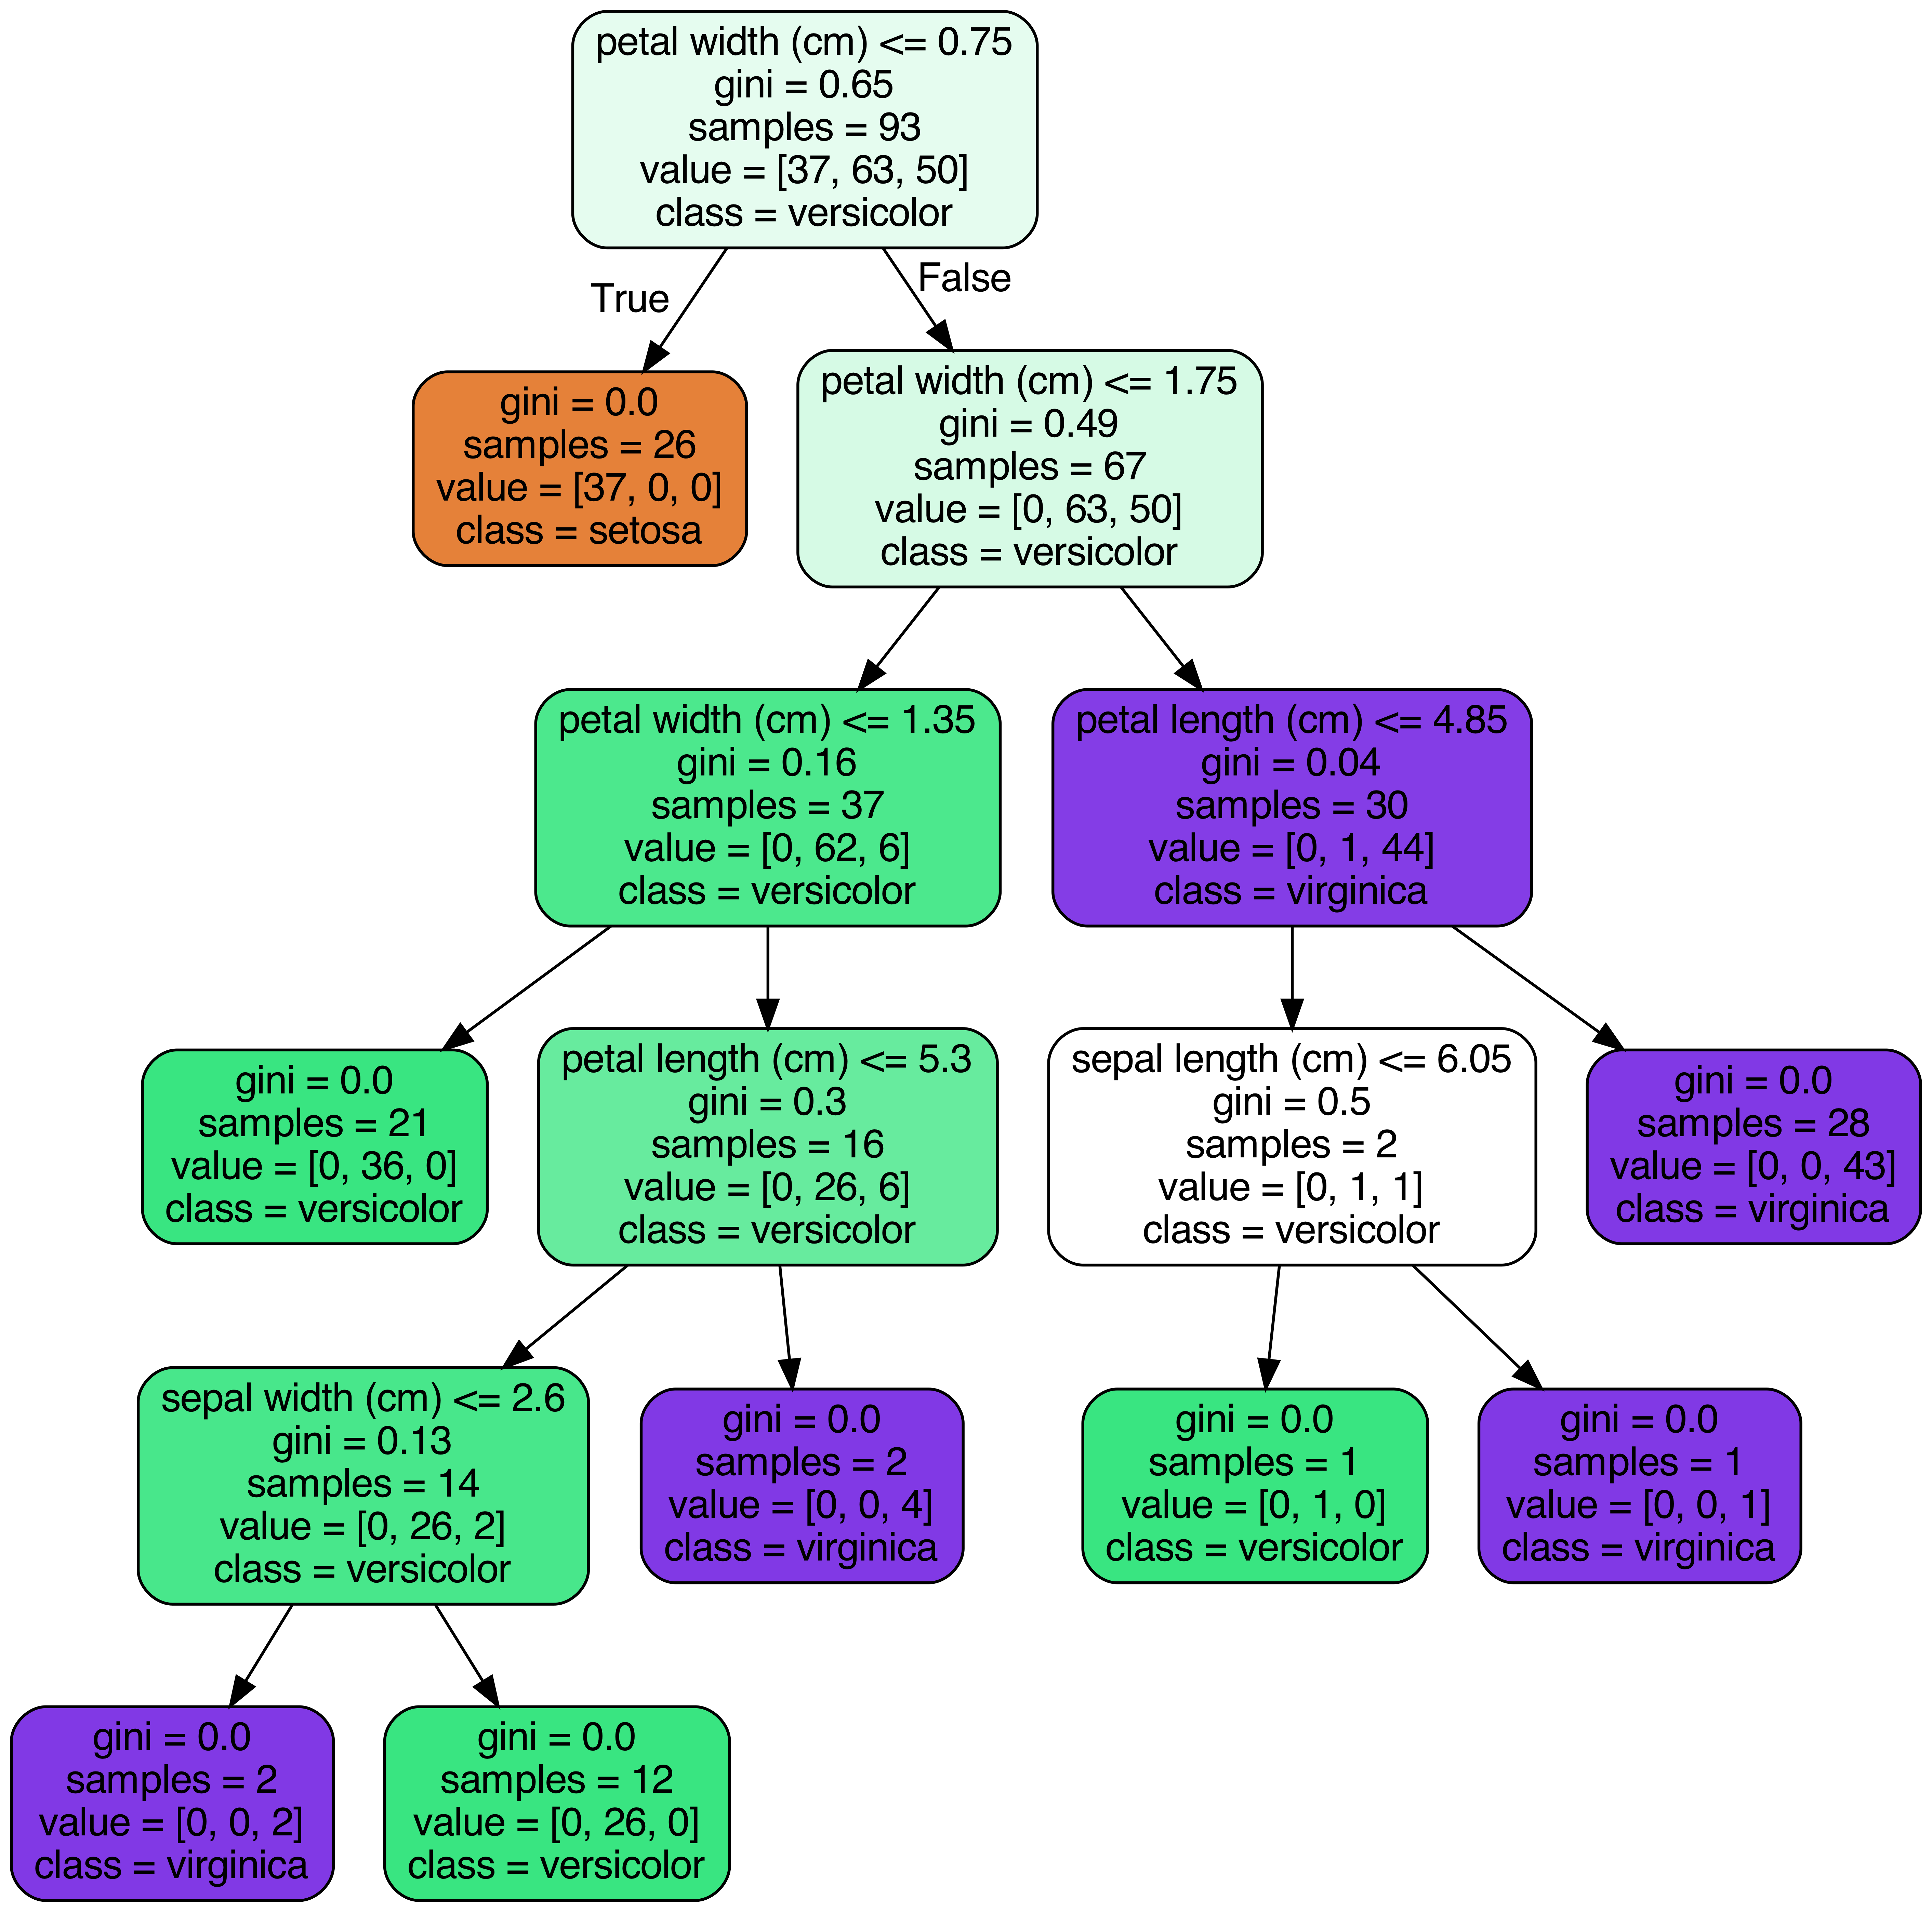 petal width (cm) <= 0.75
gini = 0.65
samples = 93
value = [37, 63, 50]
class = versicolor
True
False
gini = 0.0
samples = 26
value = [37, 0, 0]
class = setosa
petal width (cm) <= 1.75
gini = 0.49
samples = 67
value = [0, 63, 50]
class = versicolor
petal width (cm) <= 1.35
gini = 0.16
samples = 37
value = [0, 62, 6]
class = versicolor
petal length (cm) <= 4.85
gini = 0.04
samples = 30
value = [0, 1, 44]
class = virginica
gini = 0.0
samples = 21
value = [0, 36, 0]
class = versicolor
petal length (cm) <= 5.3
gini = 0.3
samples = 16
value = [0, 26, 6]
class = versicolor
sepal length (cm) <= 6.05
gini = 0.5
samples = 2
value = [0, 1, 1]
class = versicolor
gini = 0.0
samples = 28
value = [0, 0, 43]
class = virginica
sepal width (cm) <= 2.6
gini = 0.13
samples = 14
value = [0, 26, 2]
class = versicolor
gini = 0.0
samples = 2
value = [0, 0, 4]
class = virginica
gini = 0.0
samples = 1
value = [0, 1, 0]
class = versicolor
gini = 0.0
samples = 1
value = [0, 0, 1]
class = virginica
gini = 0.0
samples = 2
value = [0, 0, 2]
class = virginica
gini = 0.0
samples = 12
value = [0, 26, 0]
class = versicolor